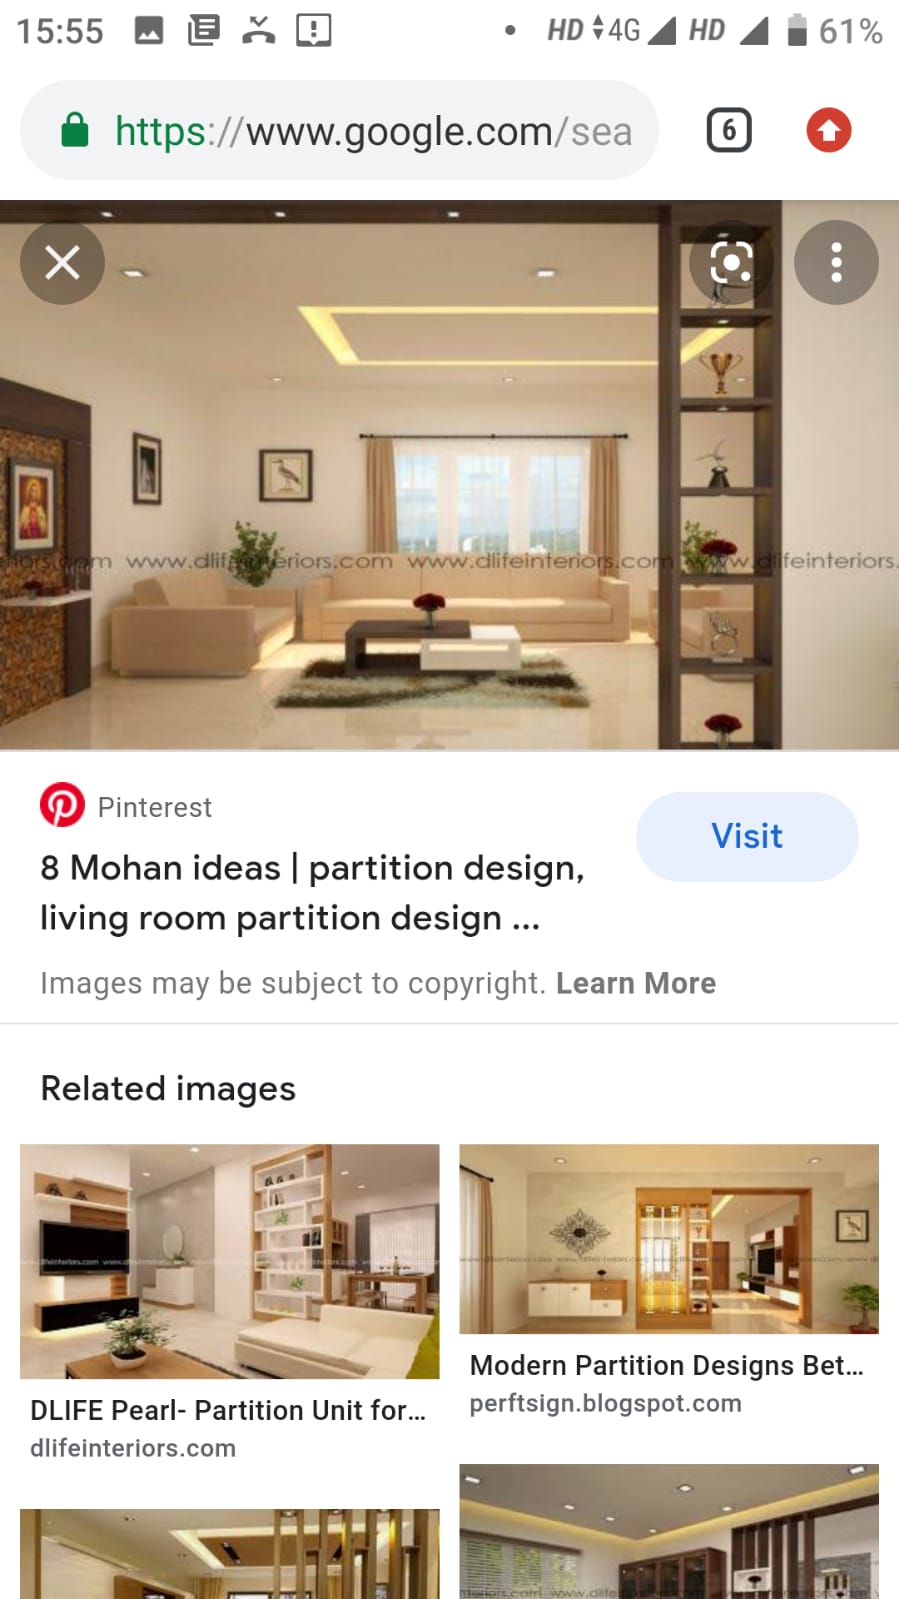 15:55
HD 4G HD 61%
https://www.google.com/sea
6
www.dlifeinteriors.com www.dlifeinteriors.com www.dlifeinteriors.
Pinterest
Visit
8 Mohan ideas | partition design,
living room partition design ...
Images may be subject to copyright. Learn More
Related images
DLIFE Pearl- Partition Unit for...
dlifeinteriors.com
Modern Partition Designs Bet...
perftsign.blogspot.com